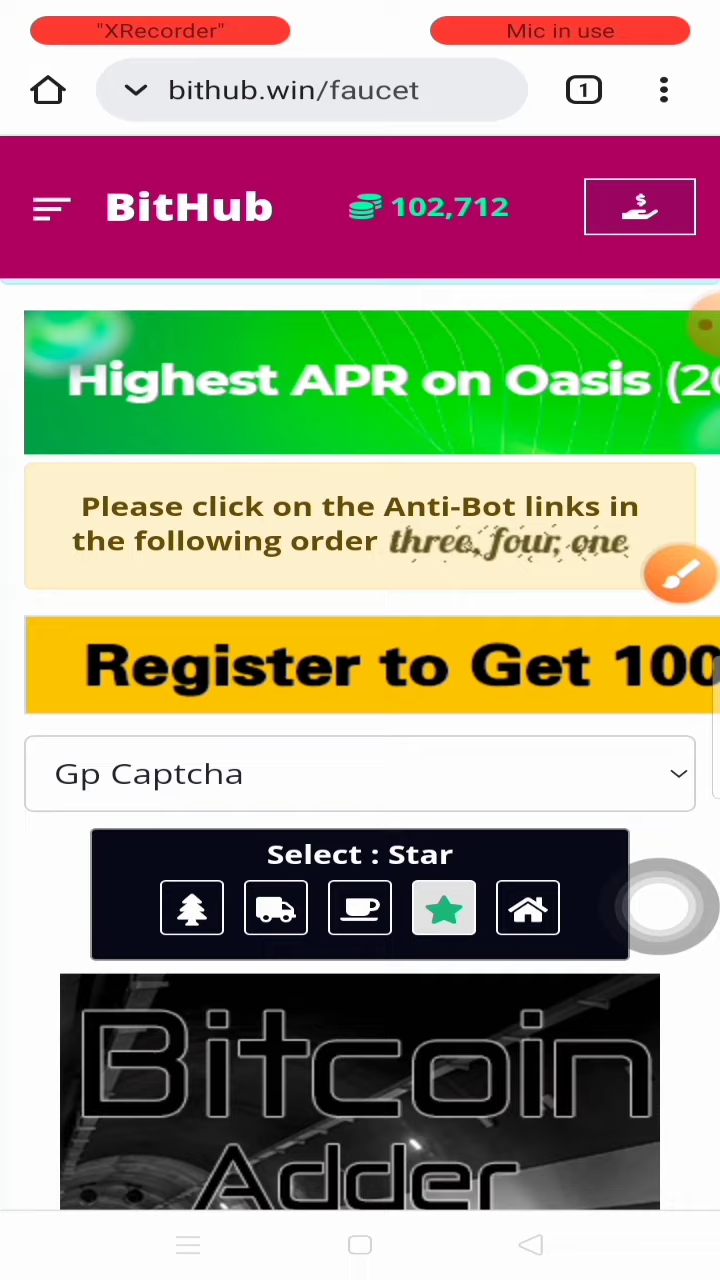 "XRecorder"
Mic in use
bithub.win/faucet
1
BitHub
102,712
Highest APR on Oasis (20
Please click on the Anti-Bot links in
the following order three, four, one
Register to Get 100
Gp Captcha
Select : Star
Bitcoin
Adder